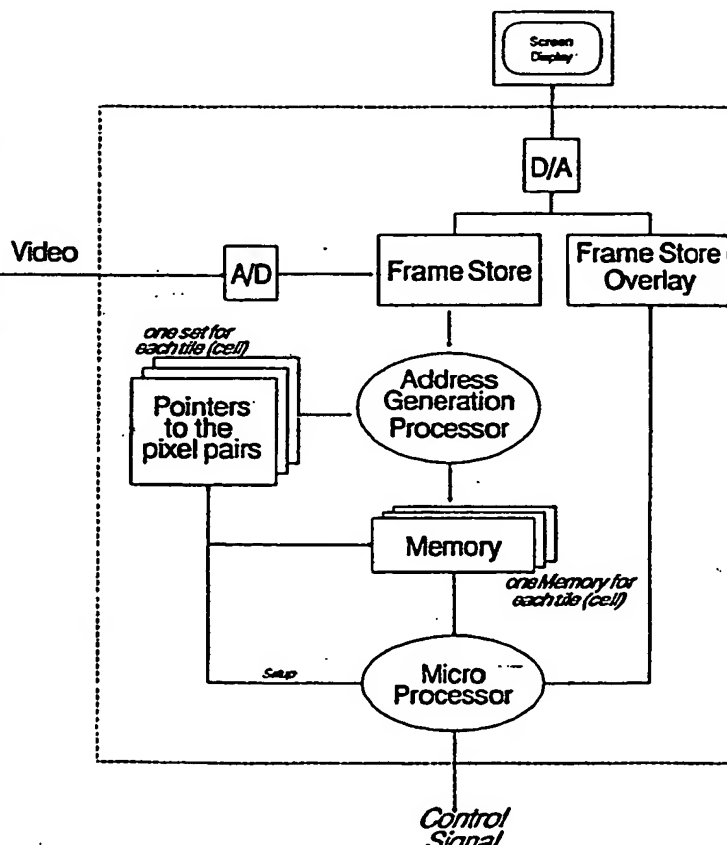 Screen
Display
D/A
Video
A/D
Frame Store
Frame Store
Overlay
one set for
each tile (cell)
Pointers
to the
pixel pairs
Address
Generation
Processor
Memory
one Memory for
each tile (cell)
Setup
Micro
Processor
Control
Signal